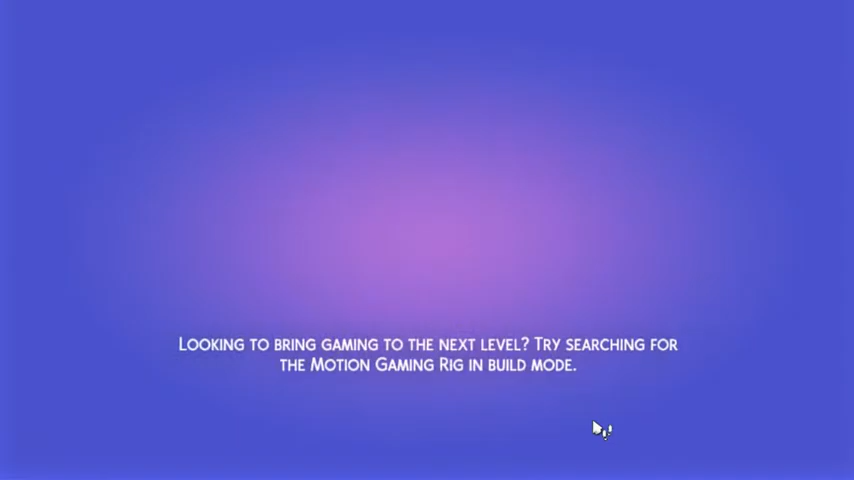 Looking to bring gaming to the next level? Try searching for
the Motion Gaming Rig in build mode.